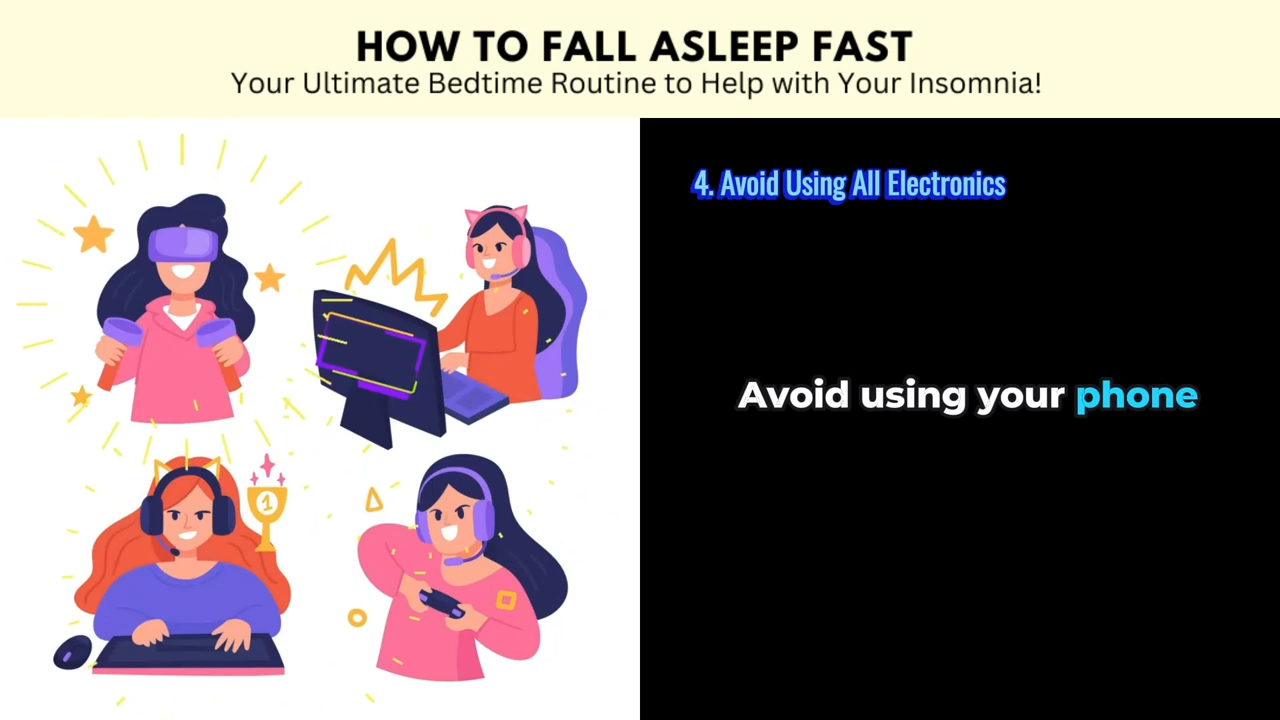 HOW TO FALL ASLEEP FAST
Your Ultimate Bedtime Routine to Help with Your Insomnia!
4. Avoid Using All Electronics
Avoid using your phone
1